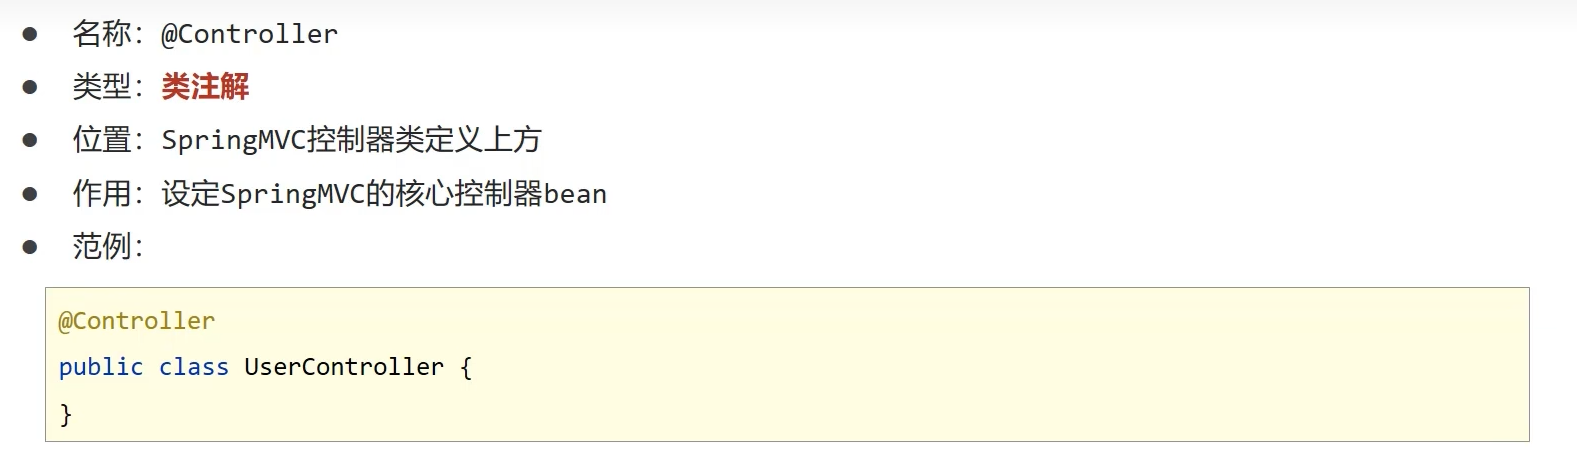 ● 名称：@Controller
● 类型：类注解
● 位置：SpringMVC控制器类定义上方
● 作用：设定SpringMVC的核心控制器bean
● 范例：
@Controller
public class UserController {
}